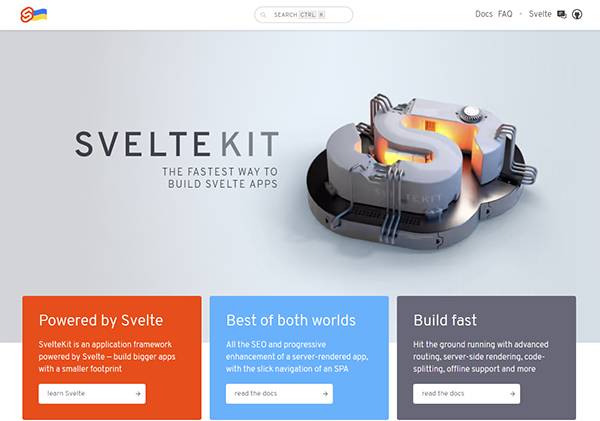 SEARCH CTRL K
Docs FAQ • Svelte
SVELTEKIT
THE FASTEST WAY TO
BUILD SVELTE APPS
SVELTEKIT
Powered by Svelte
SvelteKit is an application framework
powered by Svelte — build bigger apps
with a smaller footprint
learn Svelte
Best of both worlds
All the SEO and progressive
enhancement of a server-rendered app,
with the slick navigation of an SPA
read the docs
Build fast
Hit the ground running with advanced
routing, server-side rendering, code-
splitting, offline support and more
read the docs